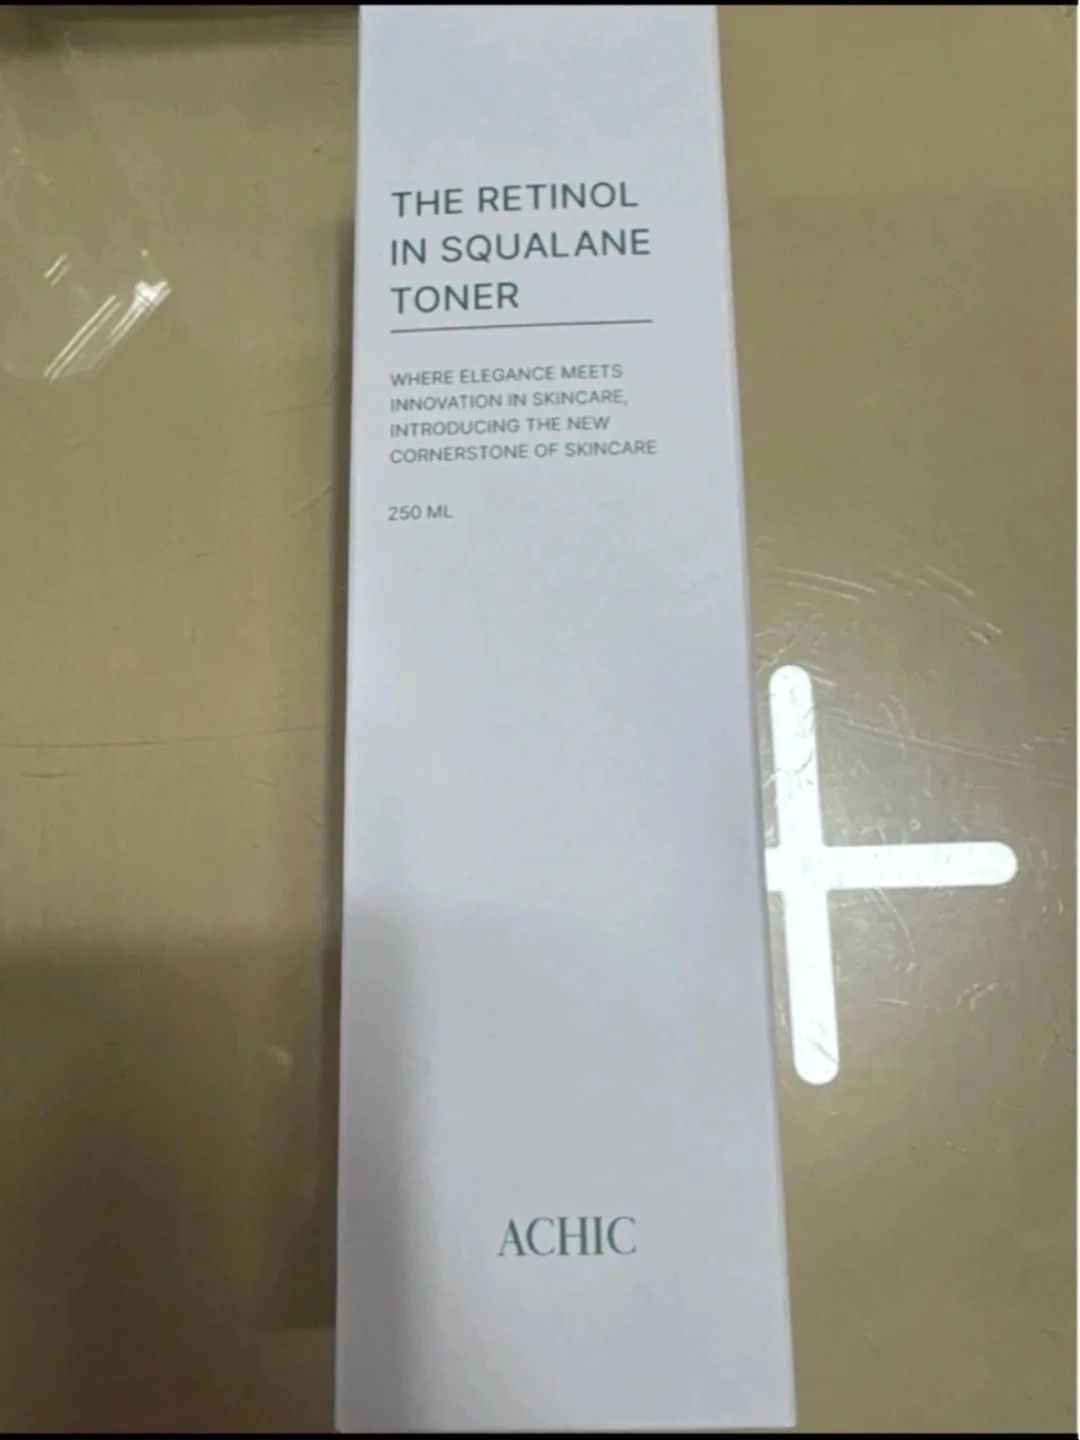 THE RETINOL
IN SQUALANE
TONER
WHERE ELEGANCE MEETS
INNOVATION IN SKINCARE,
INTRODUCING THE NEW
CORNERSTONE OF SKINCARE
250 ML
ACHIC